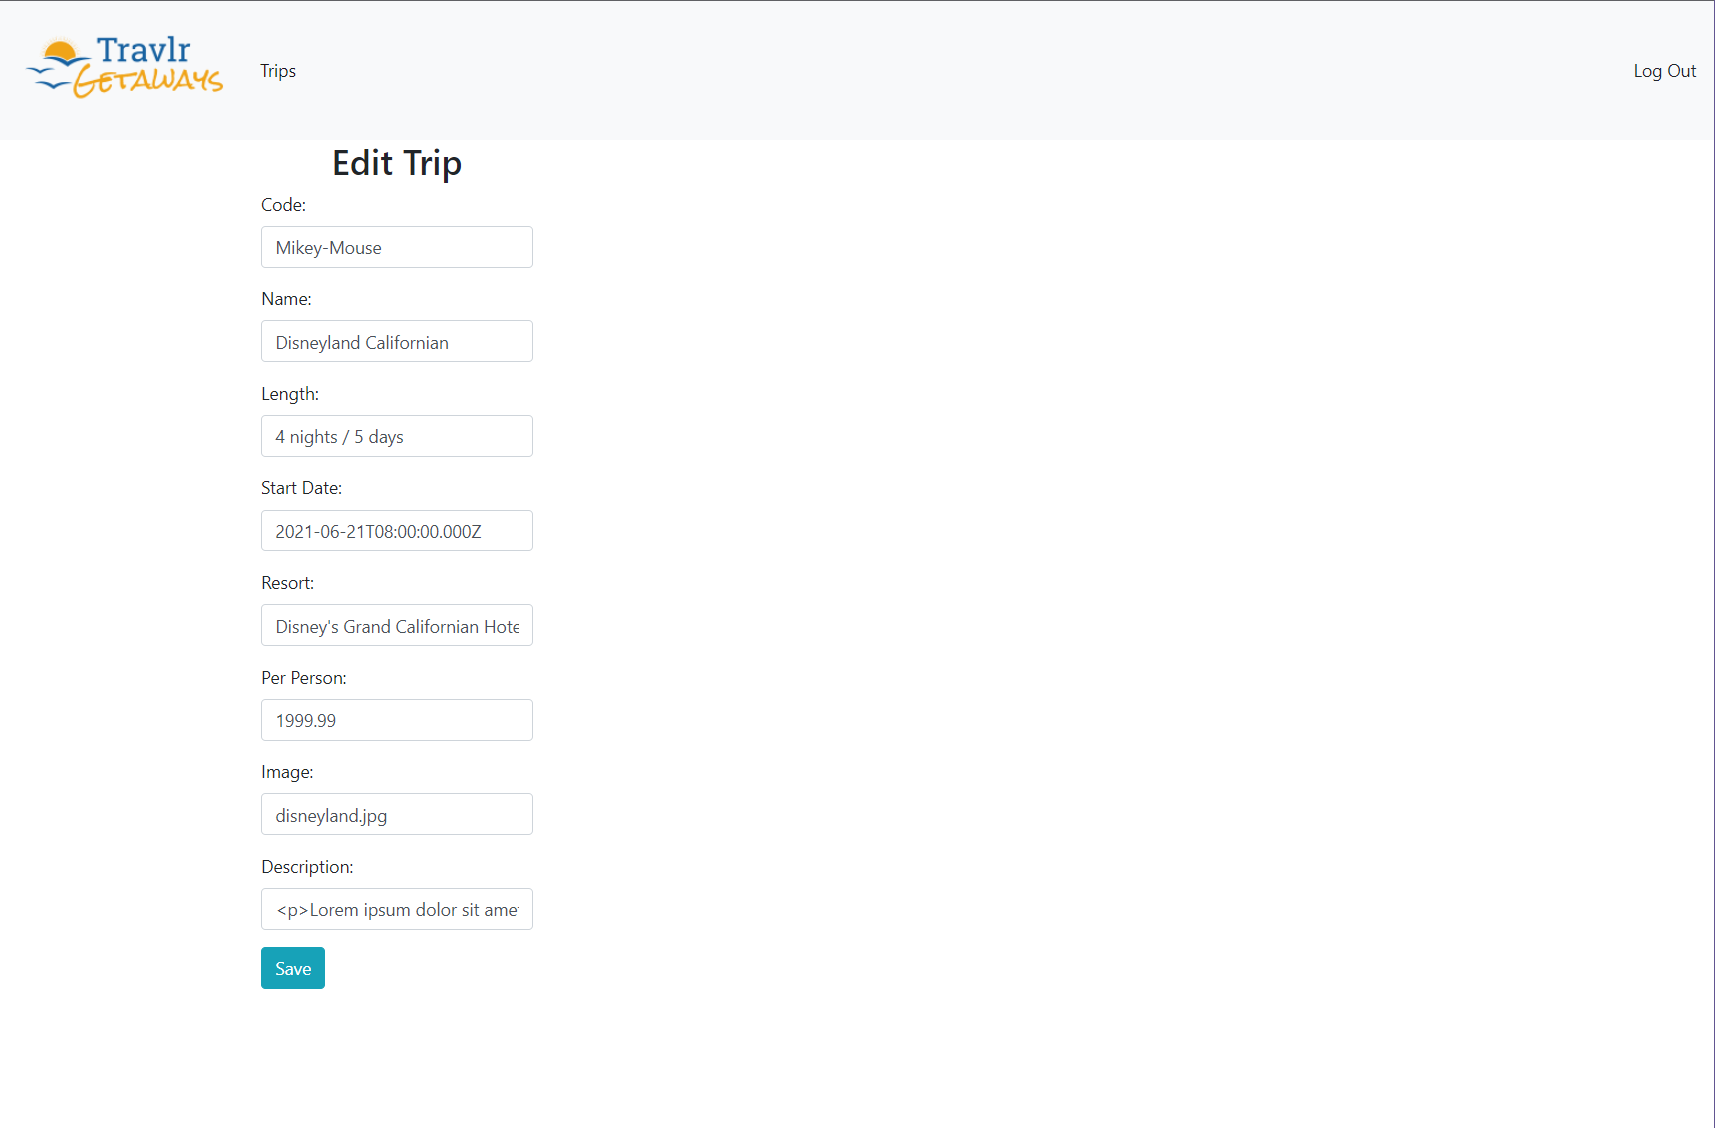 Travlr
GETAWAYS
Trips
Log Out
Edit Trip
Code:
Mikey-Mouse
Name:
Disneyland Californian
Length:
4 nights / 5 days
Start Date:
2021-06-21T08:00:00.000Z
Resort:
Disney's Grand Californian Hote
Per Person:
1999.99
Image:
disneyland.jpg
Description:
<p>Lorem ipsum dolor sit ame
Save